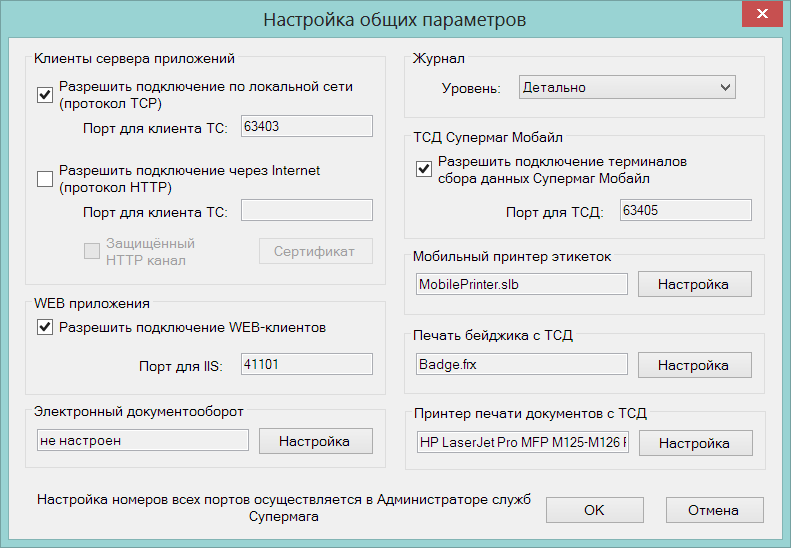 Настройка общих параметров
Клиенты сервера приложений
Разрешить подключение по локальной сети
(протокол TCP)
Порт для клиента ТС:
63403
Разрешить подключение через Internet
(протокол HTTP)
Порт для клиента ТС:
Защищённый
HTTP канал
Сертификат
WEB приложения
Разрешить подключение WEB-клиентов
Порт для IIS:
41101
Электронный документооборот
не настроен
Настройка
Журнал
Уровень:
Детально
ТСД Супермаг Мобайл
Разрешить подключение терминалов
сбора данных Супермаг Мобайл
Порт для ТСД:
63405
Мобильный принтер этикеток
MobilePrinter.slb
Настройка
Печать бейджика с ТСД
Badge.frx
Настройка
Принтер печати документов с ТСД
HP LaserJet Pro MFP M125-M126
Настройка
Настройка номеров всех портов осуществляется в Администраторе служб
Супермага
OK
Отмена